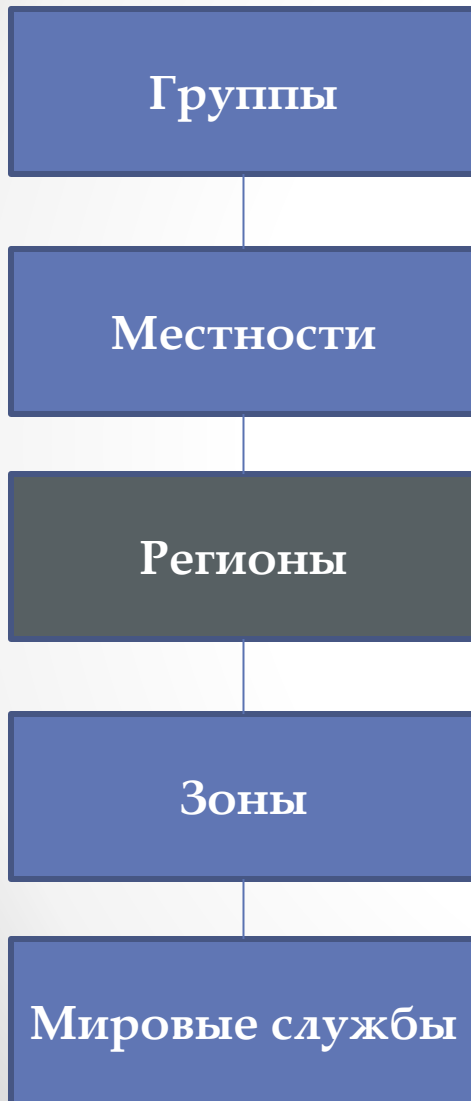 Группы
Местности
Регионы
Зоны
Мировые службы